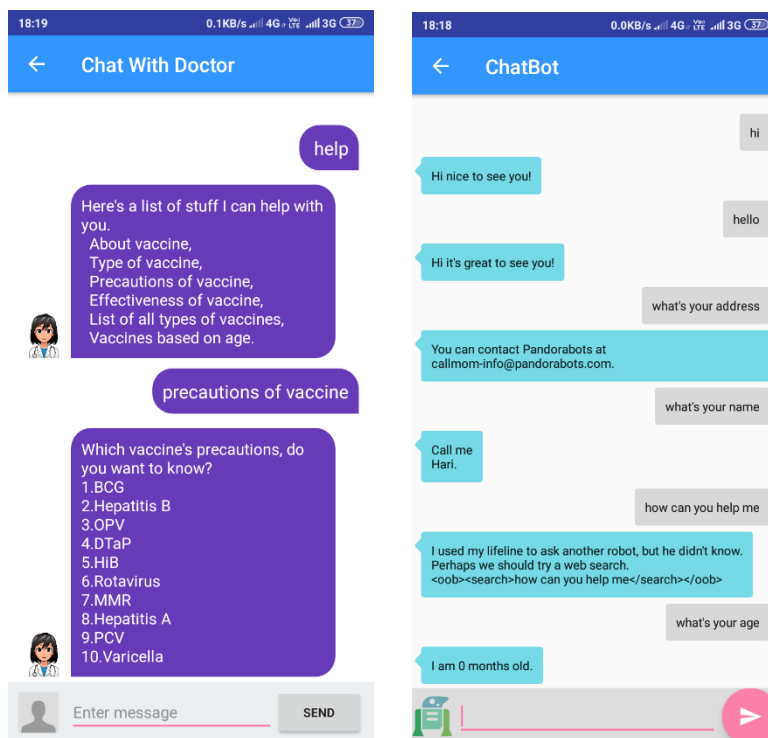 18:19
0.1KB/s 4G VoLTE 3G 37
Chat With Doctor
help
Here's a list of stuff I can help with
you.
About vaccine,
Type of vaccine,
Precautions of vaccine,
Effectiveness of vaccine,
List of all types of vaccines,
Vaccines based on age.
precautions of vaccine
Which vaccine's precautions, do
you want to know?
1.BCG
2.Hepatitis B
3.OPV
4.DTaP
5.HiB
6.Rotavirus
7.MMR
8.Hepatitis A
9.PCV
10.Varicella
Enter message
SEND
18:18
0.0KB/s 4G VoLTE 3G 37
ChatBot
hi
Hi nice to see you!
hello
Hi it's great to see you!
what's your address
You can contact Pandorabots at
callmom-info@pandorabots.com.
what's your name
Call me
Hari.
how can you help me
I used my lifeline to ask another robot, but he didn't know.
Perhaps we should try a web search.
<oob><search>how can you help me</search></oob>
what's your age
I am 0 months old.